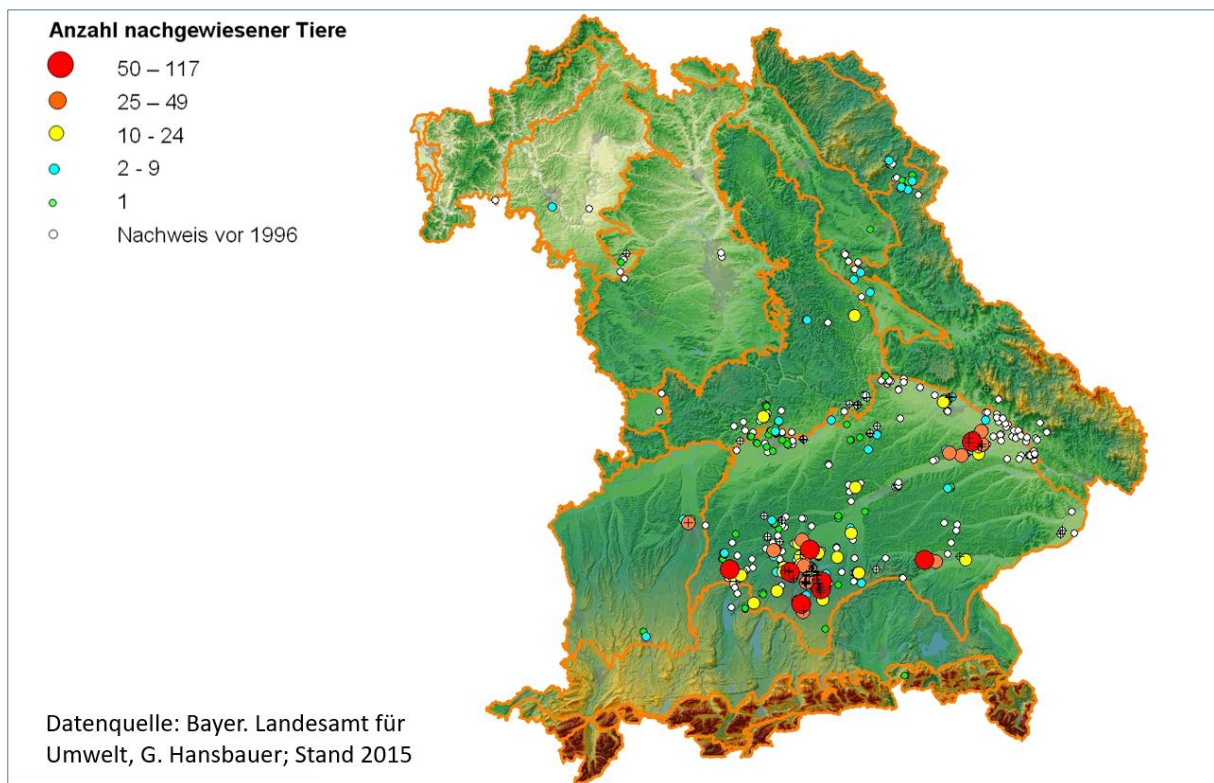 Anzahl nachgewiesener Tiere
50 – 117
25 – 49
10 - 24
2 - 9
1
Nachweis vor 1996
Datenquelle: Bayer. Landesamt für
Umwelt, G. Hansbauer; Stand 2015